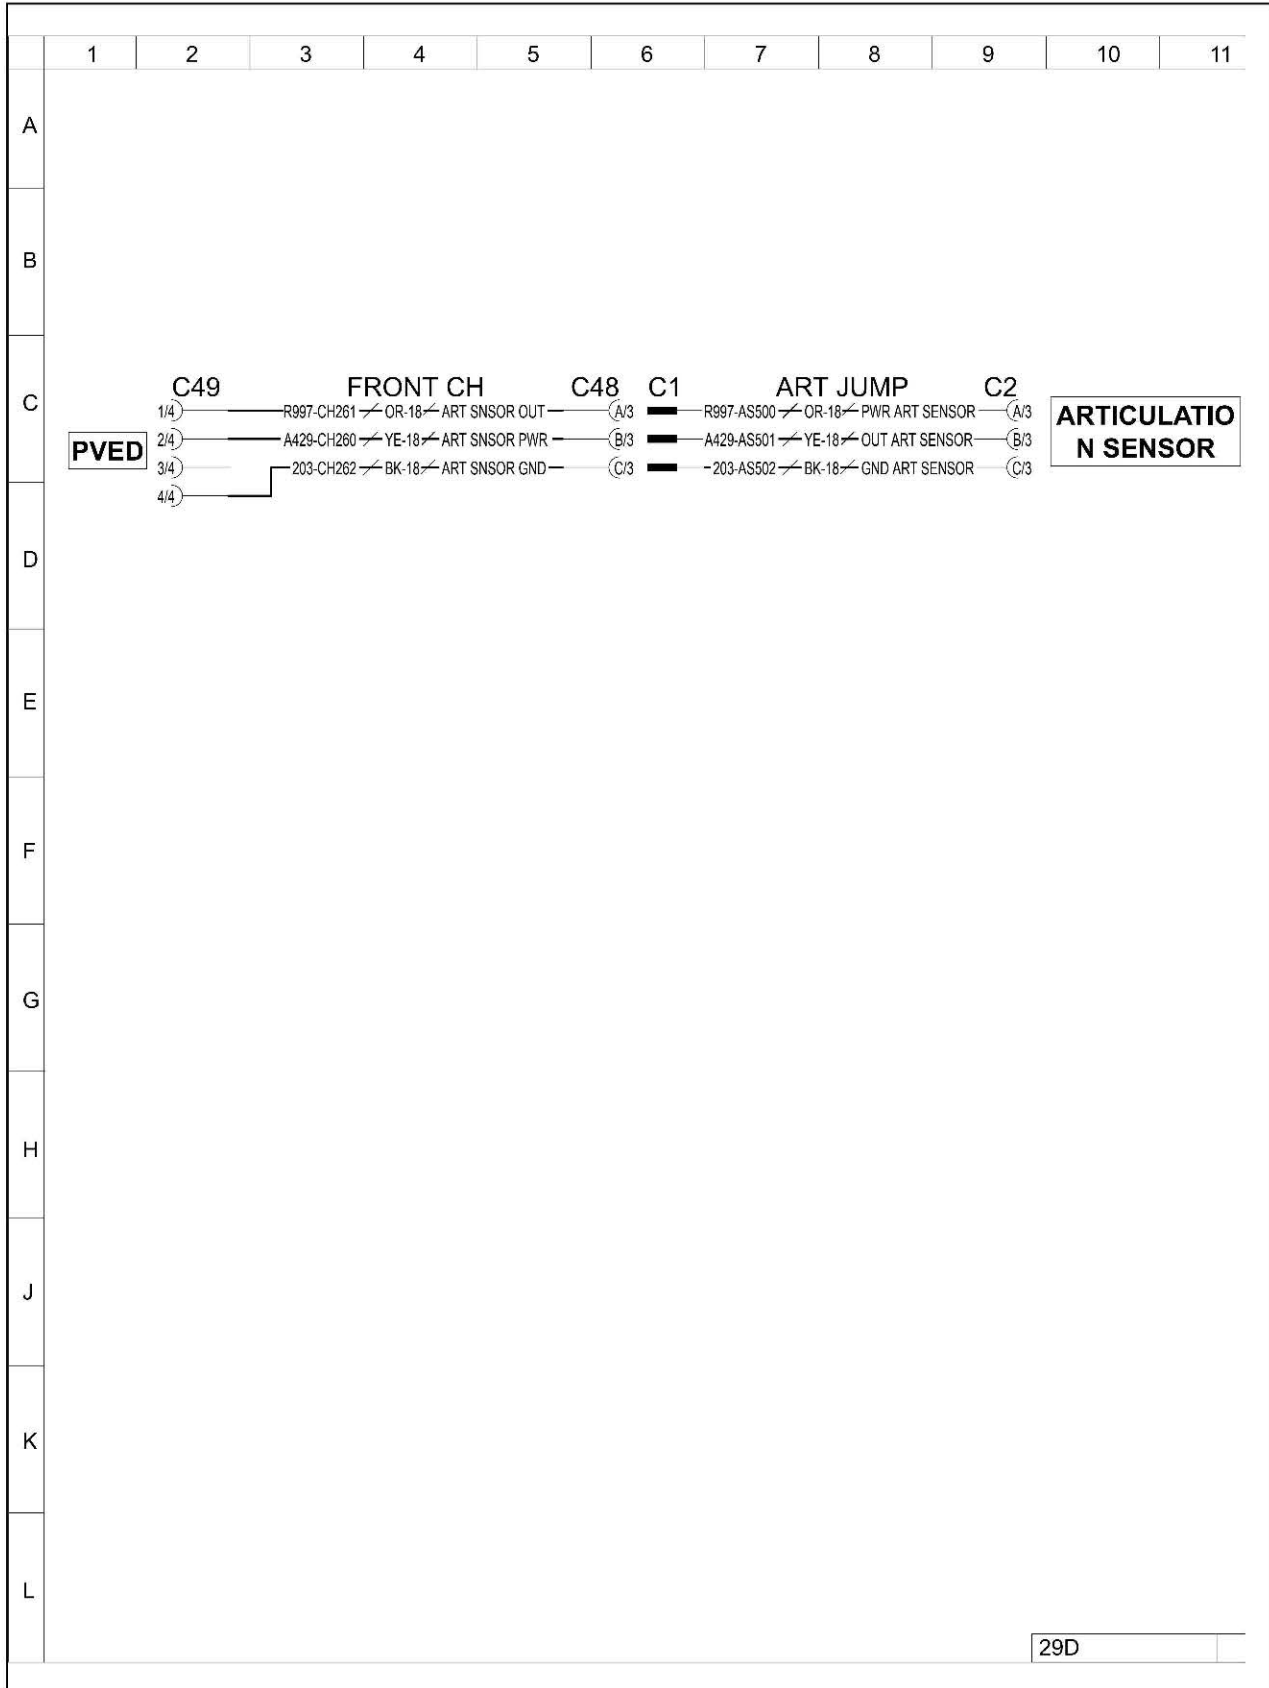 1 2 3 4 5 6 7 8 9 10 11
A
B
C
C49 FRONT CH C48 C1 ART JUMP C2
1/4 R997-CH261 OR-18 ART SNSOR OUT A/3 R997-AS500 OR-18 PWR ART SENSOR A/3
2/4 A429-CH260 YE-18 ART SNSOR PWR B/3 A429-AS501 YE-18 OUT ART SENSOR B/3
3/4 203-CH262 BK-18 ART SNSOR GND C/3 203-AS502 BK-18 GND ART SENSOR C/3
4/4
PVED
ARTICULATIO
N SENSOR
D
E
F
G
H
J
K
L
29D